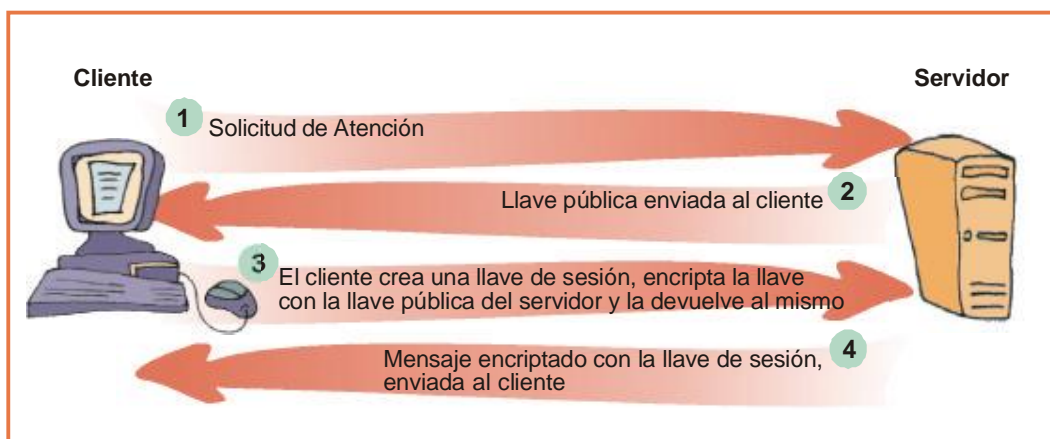 Cliente
Servidor
1
Solicitud de Atención
Llave pública enviada al cliente
2
3
El cliente crea una llave de sesión, encripta la llave
con la llave pública del servidor y la devuelve al mismo
4
Mensaje encriptado con la llave de sesión,
enviada al cliente